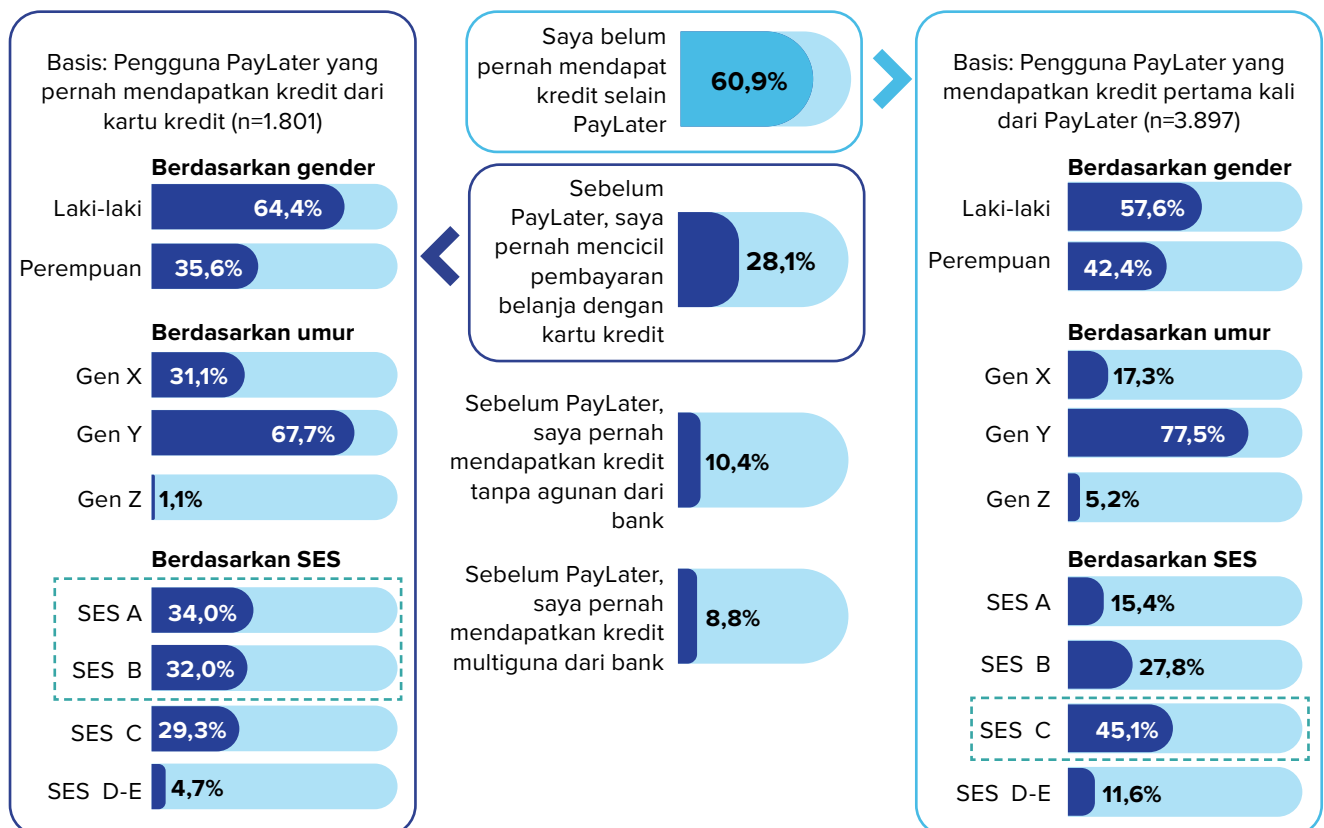 Basis: Pengguna PayLater yang
pernah mendapatkan kredit dari
kartu kredit (n=1.801)
Berdasarkan gender
Laki-laki 64,4%
Perempuan 35,6%
Berdasarkan umur
Gen X 31,1%
Gen Y 67,7%
Gen Z 1,1%
Berdasarkan SES
SES A 34,0%
SES B 32,0%
SES C 29,3%
SES D-E 4,7%
Saya belum
pernah mendapat
kredit selain
PayLater
60,9%
Sebelum
PayLater, saya
pernah mencicil
pembayaran
belanja dengan
kartu kredit
28,1%
Sebelum PayLater,
saya pernah
mendapatkan kredit
tanpa agunan dari
bank
10,4%
Sebelum PayLater,
saya pernah
mendapatkan kredit
multiguna dari bank
8,8%
Basis: Pengguna PayLater yang
mendapatkan kredit pertama kali
dari PayLater (n=3.897)
Berdasarkan gender
Laki-laki 57,6%
Perempuan 42,4%
Berdasarkan umur
Gen X 17,3%
Gen Y 77,5%
Gen Z 5,2%
Berdasarkan SES
SES A 15,4%
SES B 27,8%
SES C 45,1%
SES D-E 11,6%